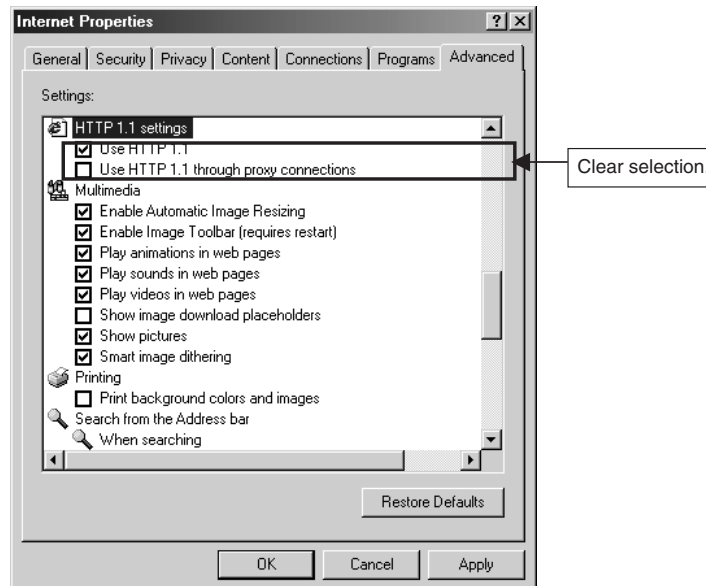 Internet Properties
General Security Privacy Content Connections Programs Advanced
Settings:
HTTP 1.1 settings
Use HTTP 1.1
Use HTTP 1.1 through proxy connections
Clear selection.
Multimedia
Enable Automatic Image Resizing
Enable Image Toolbar (requires restart)
Play animations in web pages
Play sounds in web pages
Play videos in web pages
Show image download placeholders
Show pictures
Smart image dithering
Printing
Print background colors and images
Search from the Address bar
When searching
Restore Defaults
OK Cancel Apply